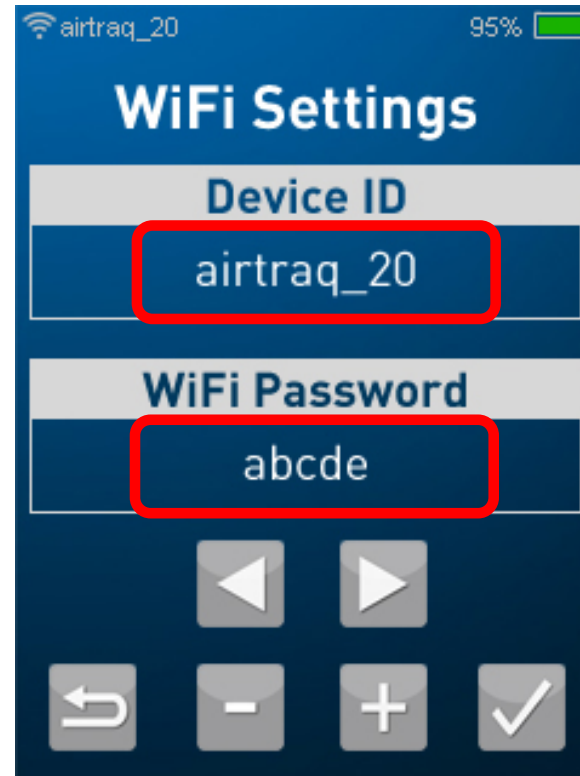 airtraq_20 95%
WiFi Settings
Device ID
airtraq_20
WiFi Password
abcde